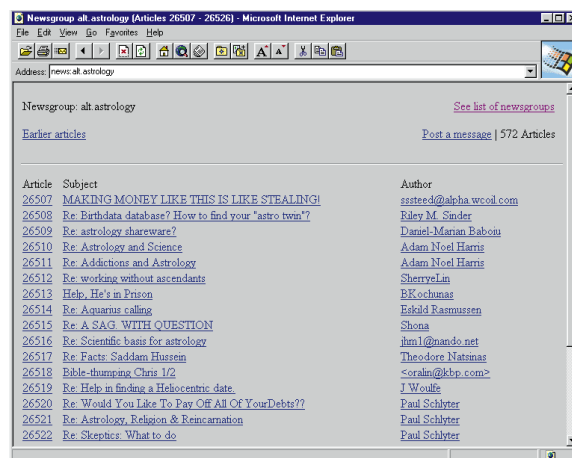 Newsgroup alt.astrology (Articles 26507 - 26526) - Microsoft Internet Explorer
File Edit View Go Favorites Help
Address: news:alt.astrology
Newsgroup: alt.astrology See list of newsgroups
Earlier articles Post a message | 572 Articles
Article Subject Author
26507 MAKING MONEY LIKE THIS IS LIKE STEALING! sssteed@alpha.wcoil.com
26508 Re: Birthdata database? How to find your "astro twin"? Riley M. Sinder
26509 Re: astrology shareware? Daniel-Marian Baboiu
26510 Re: Astrology and Science Adam Noel Harris
26511 Re: Addictions and Astrology Adam Noel Harris
26512 Re: working without ascendants SherryeLin
26513 Help, He's in Prison BKochunas
26514 Re: Aquarius calling Eskild Rasmussen
26515 Re: A SAG. WITH QUESTION Shona
26516 Re: Scientific basis for astrology jhm1@nando.net
26517 Re: Facts: Saddam Hussein Theodore Natsinas
26518 Bible-thumping Chris 1/2 <oralin@kbp.com>
26519 Re: Help in finding a Heliocentric date. J Woulfe
26520 Re: Would You Like To Pay Off All Of YourDebts?? Paul Schlyter
26521 Re: Astrology, Religion & Reincarnation Paul Schlyter
26522 Re: Skeptics: What to do Paul Schlyter